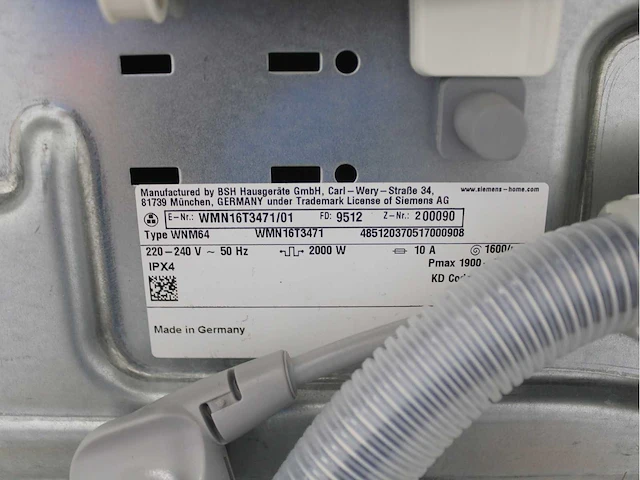 Manufactured by BSH Hausgeräte GmbH, Carl-Wery-Straße 34,
81739 München, GERMANY under Trademark License of Siemens AG
www.siemens-home.com
E-Nr.: WMN16T3471/01 FD: 9512 Z-Nr.: 200090
Type WNM64 WMN16T3471 485120370517000908
220-240 V ~ 50 Hz 2000 W 10 A 1600/
IPX4 Pmax 1900
KD
Made in Germany